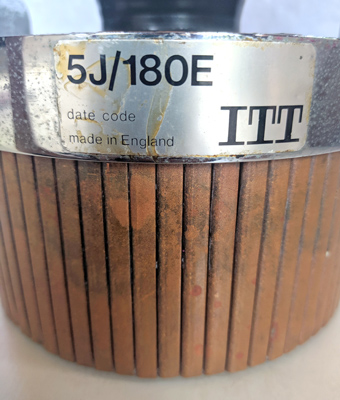 5J/180E
date code
made in England
ITT